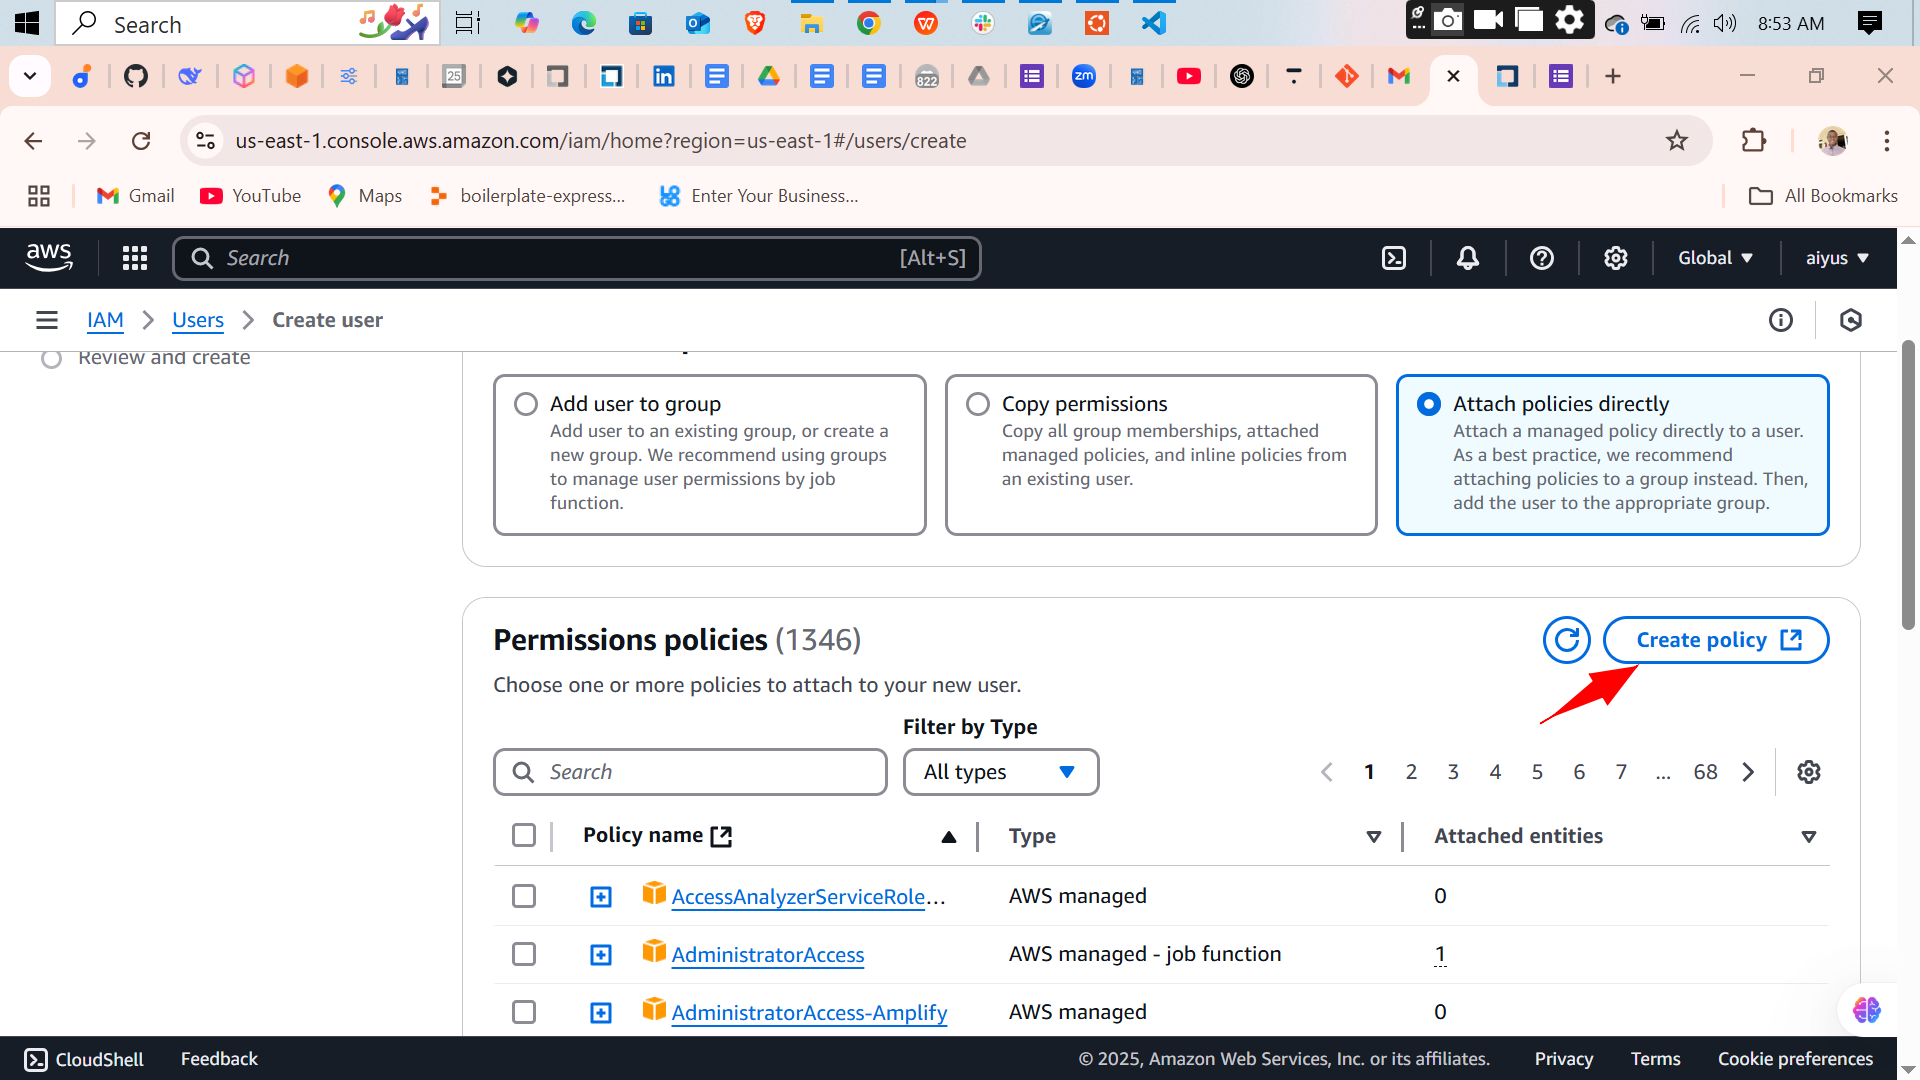 Search
8:53 AM
25
822
zm
us-east-1.console.aws.amazon.com/iam/home?region=us-east-1#/users/create
Gmail
YouTube
Maps
boilerplate-express...
Enter Your Business...
All Bookmarks
aws
Search
[Alt+S]
Global
aiyus
IAM
Users
Create user
Review and create
Add user to group
Add user to an existing group, or create a
new group. We recommend using groups
to manage user permissions by job
function.
Copy permissions
Copy all group memberships, attached
managed policies, and inline policies from
an existing user.
Attach policies directly
Attach a managed policy directly to a user.
As a best practice, we recommend
attaching policies to a group instead. Then,
add the user to the appropriate group.
Permissions policies (1346)
Create policy
Choose one or more policies to attach to your new user.
Filter by Type
Search
All types
1 2 3 4 5 6 7 ... 68
Policy name
Type
Attached entities
AccessAnalyzerServiceRole...
AWS managed
0
AdministratorAccess
AWS managed - job function
1
AdministratorAccess-Amplify
AWS managed
0
CloudShell
Feedback
© 2025, Amazon Web Services, Inc. or its affiliates.
Privacy
Terms
Cookie preferences